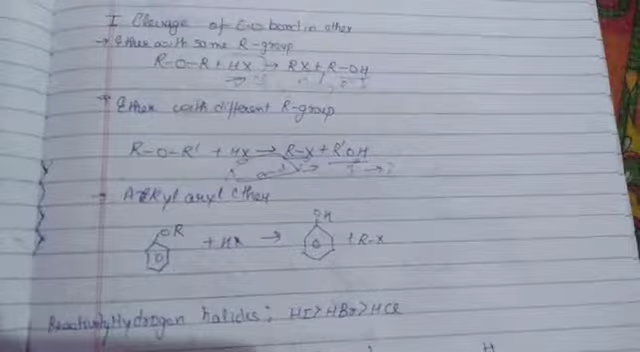 I Clevage of C-O bond in ether
→ Ether with same R-group
R-O-R + HX → RX + R-OH
→ Ether with different R-group
R-O-R' + HX → R-X + R'OH
→ Alkyl aryl ether
OR + HX → OH + R-X
Reactivity Hydrogen halides; HI > HBr > HCl
H